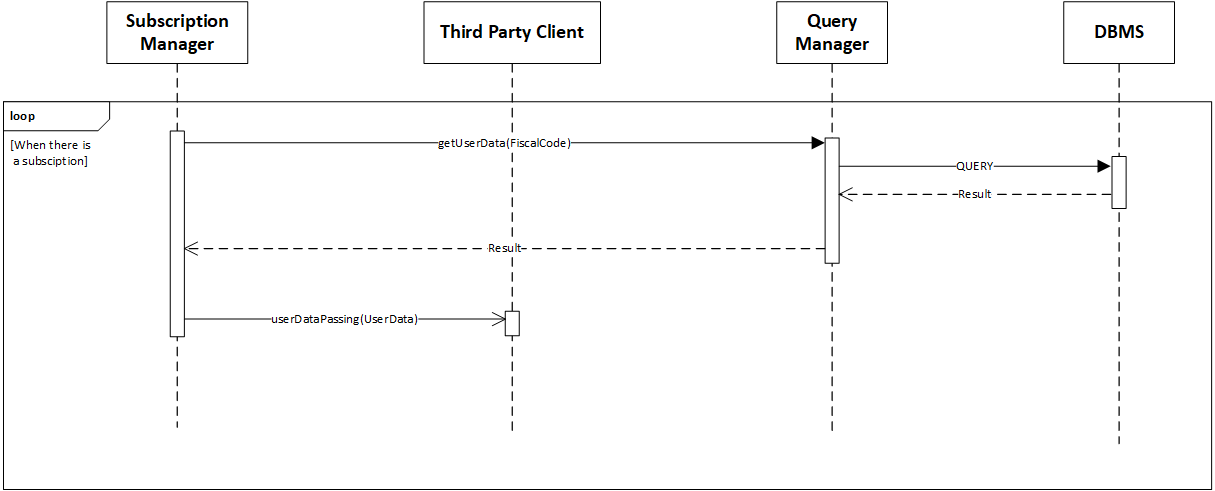 Subscription
Manager
Third Party Client
Query
Manager
DBMS
loop
[When there is
a subsciption]
getUserData(FiscalCode)
QUERY
Result
Result
userDataPassing(UserData)